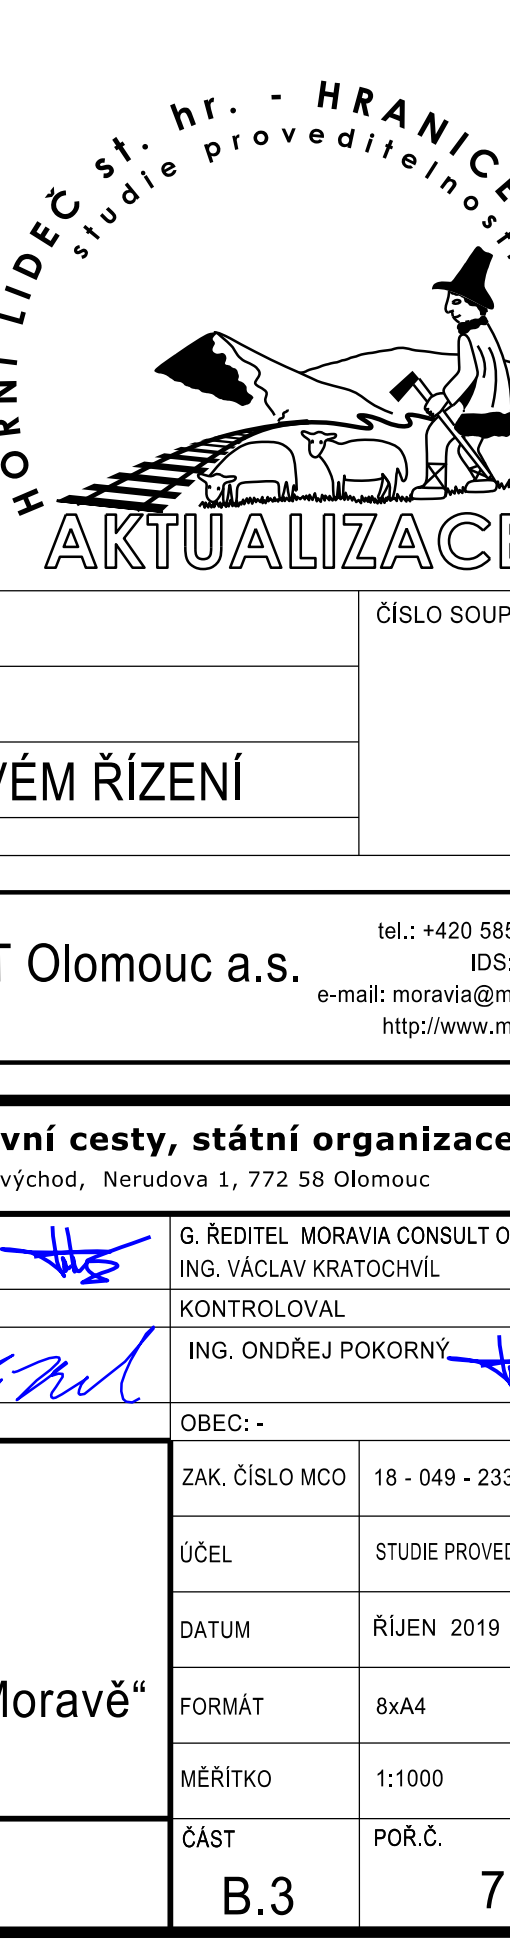 HORNÍ LIDEČ st. hr. - HRANICE
studie proveditelnost
AKTUALIZACE
ČÍSLO SOUP
VÉM ŘÍZENÍ
T Olomouc a.s.
tel.: +420 585
IDS:
e-mail: moravia@m
http://www.m
vní cesty, státní organizace
východ, Nerudova 1, 772 58 Olomouc
G. ŘEDITEL MORAVIA CONSULT O
ING. VÁCLAV KRATOCHVÍL
KONTROLOVAL
ING. ONDŘEJ POKORNÝ
OBEC: -
ZAK. ČÍSLO MCO 18 - 049 - 233
ÚČEL STUDIE PROVED
DATUM ŘÍJEN 2019
Moravě“
FORMÁT 8xA4
MĚŘÍTKO 1:1000
ČÁST POŘ.Č.
B.3 7